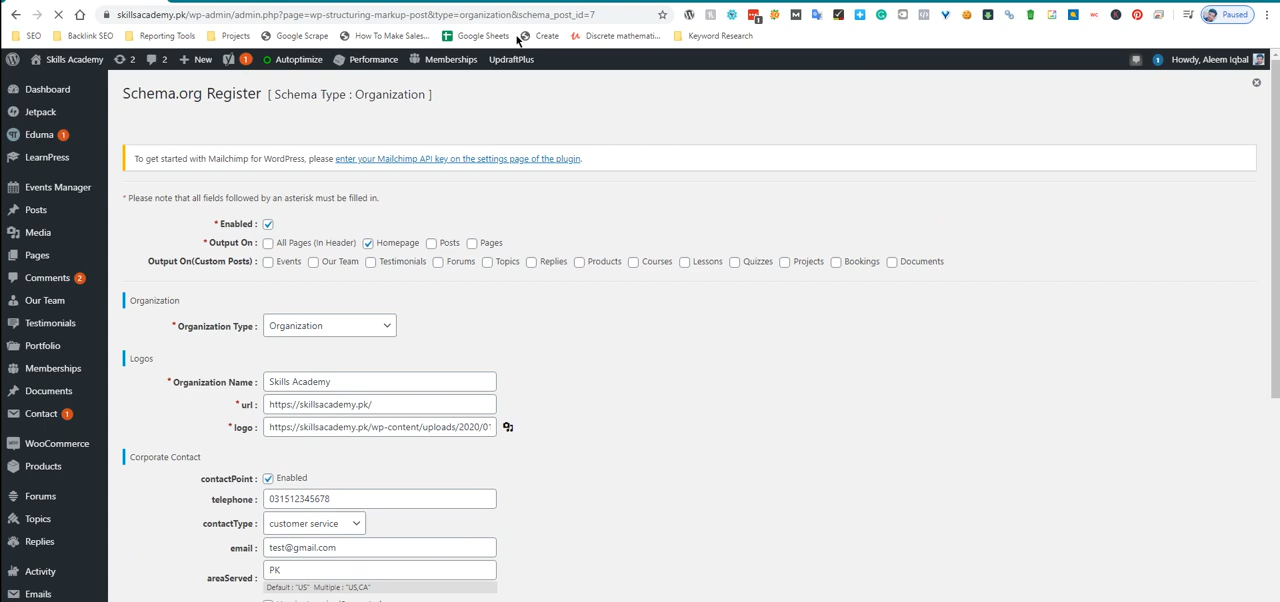 skillsacademy.pk/wp-admin/admin.php?page=wp-structuring-markup-post&type=organization&schema_post_id=7
Paused
SEO Backlink SEO Reporting Tools Projects Google Scrape How To Make Sales... Google Sheets Create Discrete mathemati... Keyword Research
Skills Academy 2 2 New 1 Autoptimize Performance Memberships UpdraftPlus 1 Howdy, Aleem Iqbal
Dashboard
Jetpack
Eduma 1
LearnPress
Events Manager
Posts
Media
Pages
Comments 2
Our Team
Testimonials
Portfolio
Memberships
Documents
Contact 1
WooCommerce
Products
Forums
Topics
Replies
Activity
Emails
Schema.org Register [ Schema Type : Organization ]
To get started with Mailchimp for WordPress, please enter your Mailchimp API key on the settings page of the plugin.
* Please note that all fields followed by an asterisk must be filled in.
* Enabled :
* Output On : All Pages (In Header) Homepage Posts Pages
Output On(Custom Posts) : Events Our Team Testimonials Forums Topics Replies Products Courses Lessons Quizzes Projects Bookings Documents
Organization
* Organization Type : Organization
Logos
* Organization Name : Skills Academy
* url : https://skillsacademy.pk/
* logo : https://skillsacademy.pk/wp-content/uploads/2020/0
Corporate Contact
contactPoint : Enabled
telephone : 031512345678
contactType : customer service
email : test@gmail.com
areaServed : PK
Default : "US" Multiple : "US,CA"